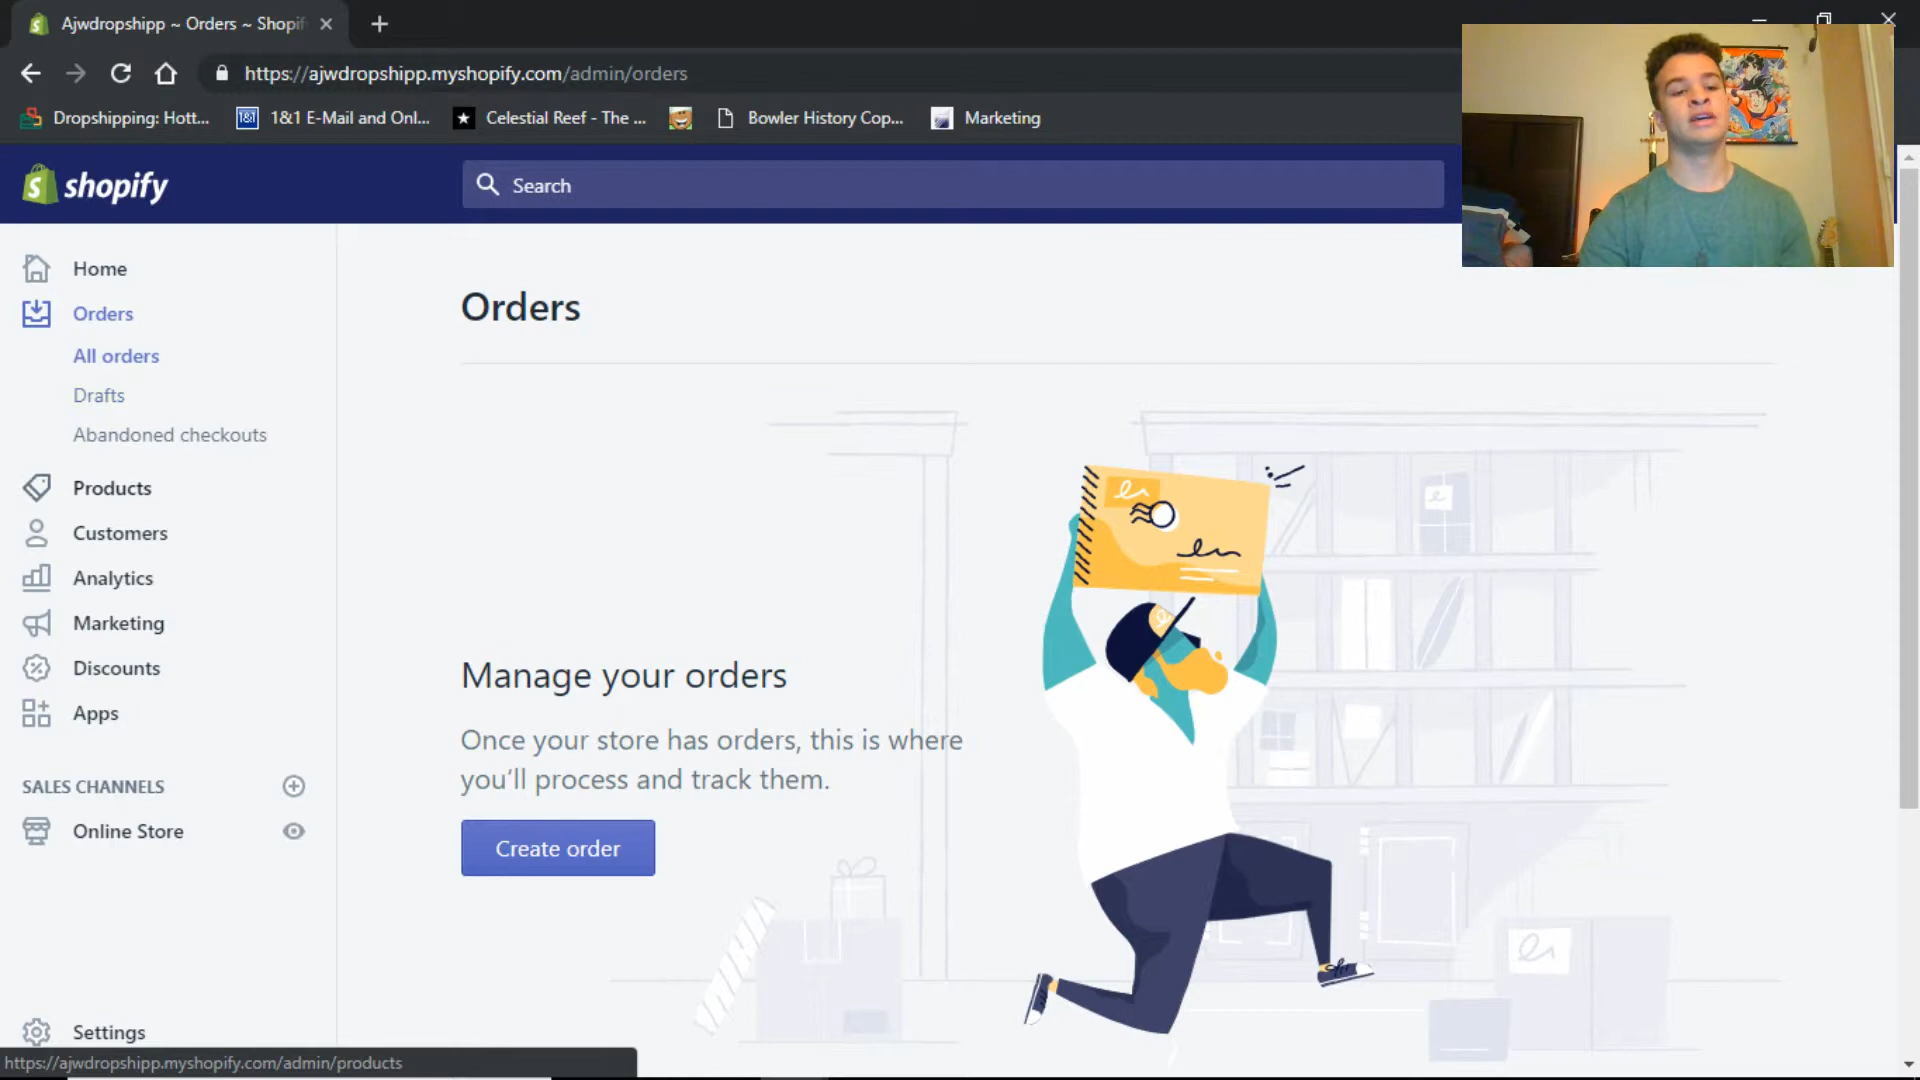 Ajwdropshipp ~ Orders ~ Shopif
https://ajwdropshipp.myshopify.com/admin/orders
Dropshipping: Hott...
1&1 E-Mail and Onl...
Celestial Reef - The ...
Bowler History Cop...
Marketing
shopify
Search
Home
Orders
All orders
Drafts
Abandoned checkouts
Products
Customers
Analytics
Marketing
Discounts
Apps
SALES CHANNELS
Online Store
Settings
Orders
Manage your orders
Once your store has orders, this is where
you’ll process and track them.
Create order
https://ajwdropshipp.myshopify.com/admin/products